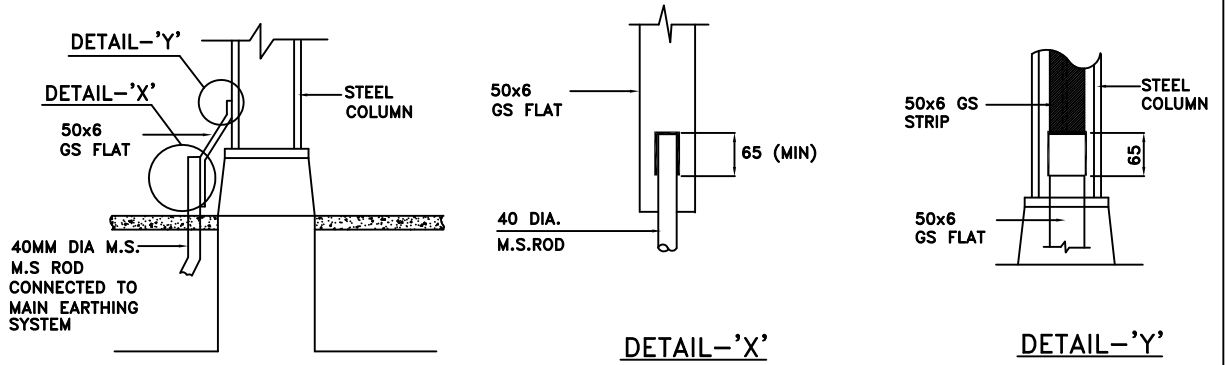 DETAIL-'Y'
DETAIL-'X'
50x6
GS FLAT
STEEL
COLUMN
40MM DIA M.S.
M.S ROD
CONNECTED TO
MAIN EARTHING
SYSTEM
50x6
GS FLAT
65 (MIN)
40 DIA.
M.S.ROD
DETAIL-'X'
50x6 GS
STRIP
STEEL
COLUMN
65
50x6
GS FLAT
DETAIL-'Y'